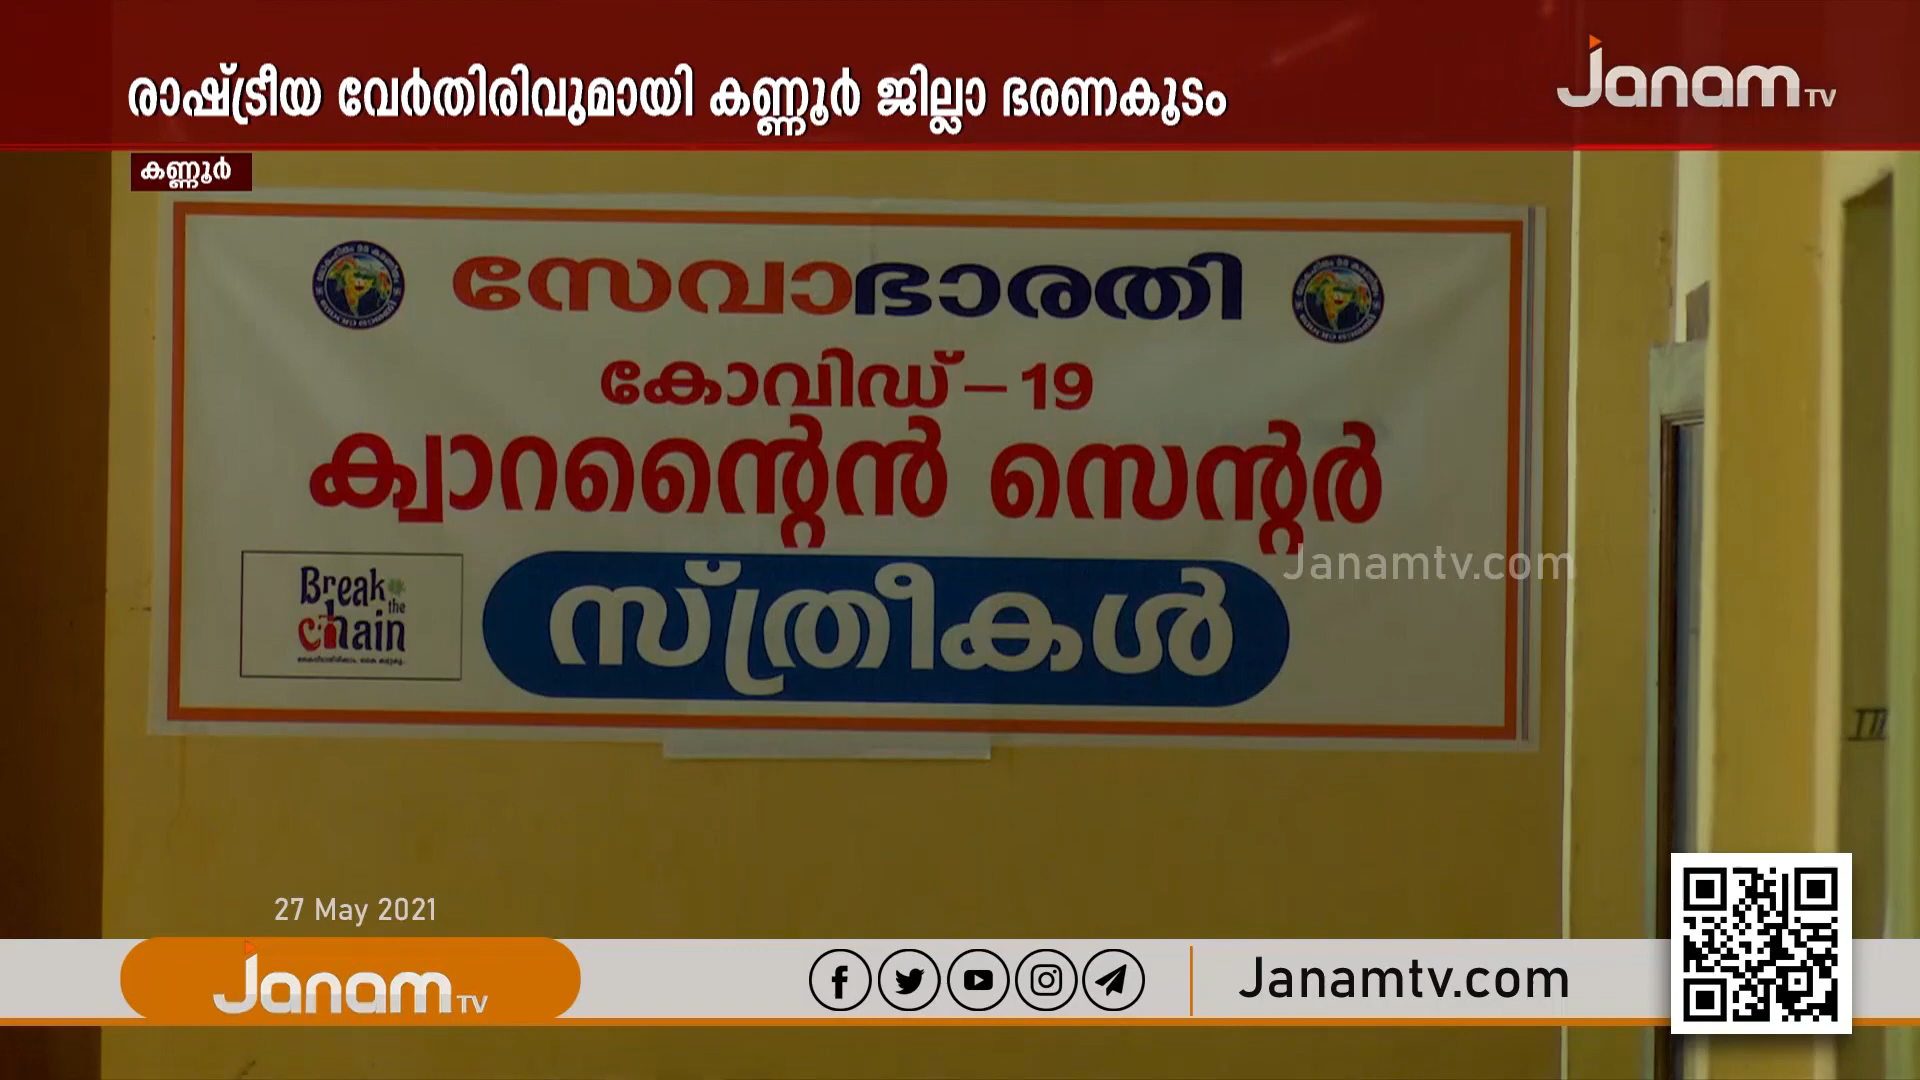 രാഷ്ട്രീയ വേർതിരിവുമായി കണ്ണൂർ ജില്ലാ ഭരണകൂടം
Janam TV
കണ്ണൂർ
സേവാഭാരതി
കോവിഡ് – 19
ക്വാറന്റൈൻ സെന്റർ
Break the Chain
സ്ത്രീകൾ
Janamtv.com
27 May 2021
Janam TV
Janamtv.com